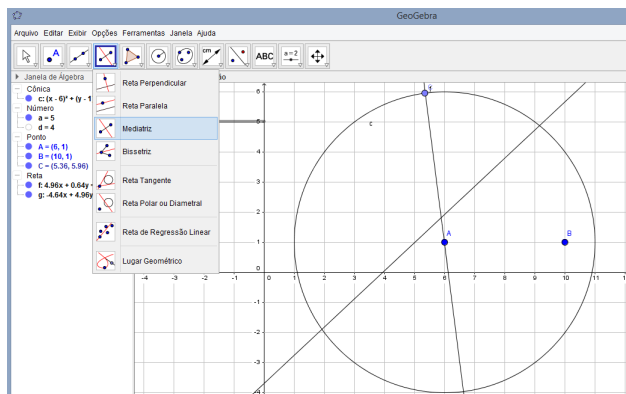 GeoGebra
Arquivo Editar Exibir Opções Ferramentas Janela Ajuda
cm
ABC
a=2
Janela de Álgebra
ão
Cônica
c: (x - 6)² + (y - 1
Número
a = 5
d = 4
Ponto
A = (6, 1)
B = (10, 1)
C = (5.36, 5.96)
Reta
f: 4.96x + 0.64y
g: -4.64x + 4.96y
Reta Perpendicular
Reta Paralela
Mediatriz
Bissetriz
Reta Tangente
Reta Polar ou Diametral
Reta de Regressão Linear
Lugar Geométrico
6
5
4
3
2
1
0
-1
-2
-3
-4
-4 -3 -2 -1 0 1 2 3 4 5 6 7 8 9 10 11
c
A
B